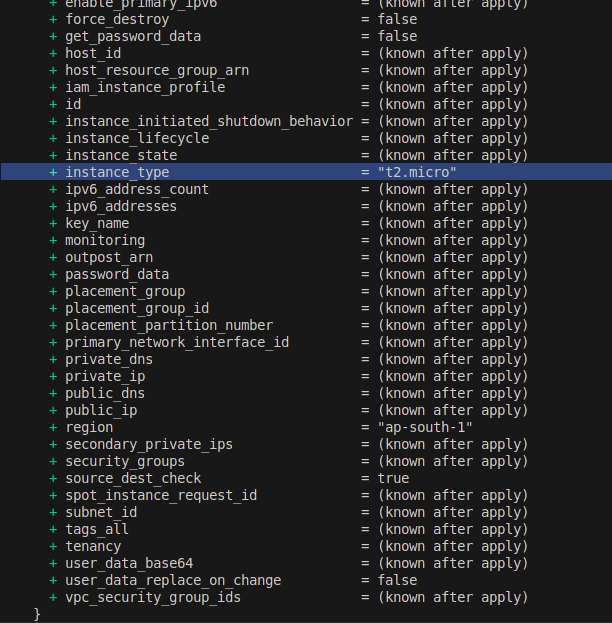 + enable_primary_ipv6                  = (known after apply)
+ force_destroy                        = false
+ get_password_data                    = false
+ host_id                              = (known after apply)
+ host_resource_group_arn              = (known after apply)
+ iam_instance_profile                 = (known after apply)
+ id                                   = (known after apply)
+ instance_initiated_shutdown_behavior = (known after apply)
+ instance_lifecycle                   = (known after apply)
+ instance_state                       = (known after apply)
+ instance_type                        = "t2.micro"
+ ipv6_address_count                   = (known after apply)
+ ipv6_addresses                       = (known after apply)
+ key_name                             = (known after apply)
+ monitoring                           = (known after apply)
+ outpost_arn                          = (known after apply)
+ password_data                        = (known after apply)
+ placement_group                      = (known after apply)
+ placement_group_id                   = (known after apply)
+ placement_partition_number           = (known after apply)
+ primary_network_interface_id         = (known after apply)
+ private_dns                          = (known after apply)
+ private_ip                           = (known after apply)
+ public_dns                           = (known after apply)
+ public_ip                            = (known after apply)
+ region                               = "ap-south-1"
+ secondary_private_ips                = (known after apply)
+ security_groups                      = (known after apply)
+ source_dest_check                    = true
+ spot_instance_request_id             = (known after apply)
+ subnet_id                            = (known after apply)
+ tags_all                             = (known after apply)
+ tenancy                              = (known after apply)
+ user_data_base64                     = (known after apply)
+ user_data_replace_on_change          = false
+ vpc_security_group_ids               = (known after apply)
}